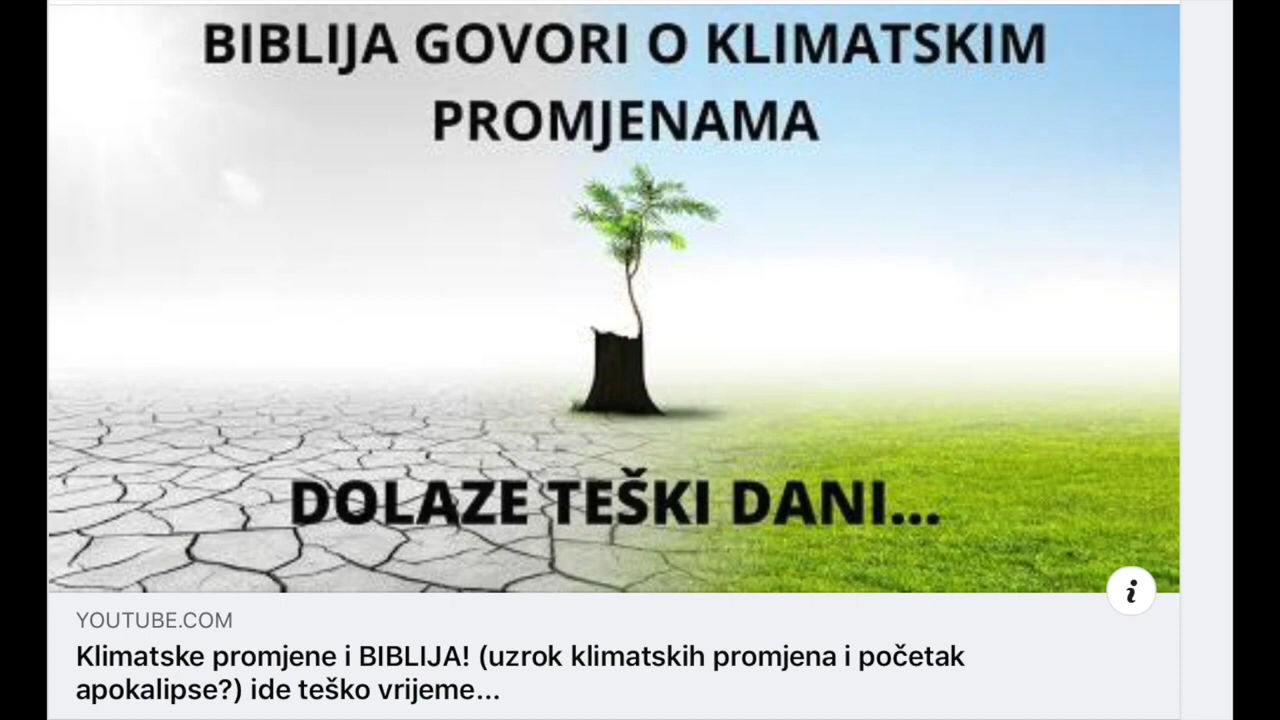 BIBLIJA GOVORI O KLIMATSKIM
PROMJENAMA
DOLAZE TEŠKI DANI...
i
YOUTUBE.COM
Klimatske promjene i BIBLIJA! (uzrok klimatskih promjena i početak
apokalipse?) ide teško vrijeme...